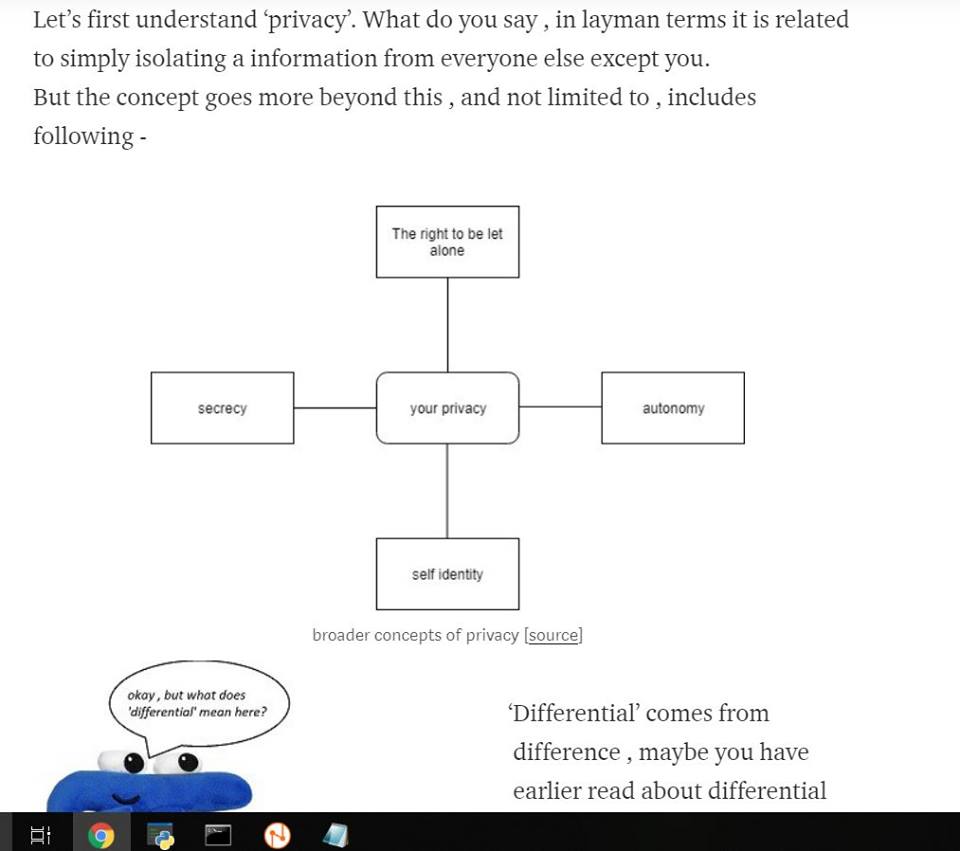 Let’s first understand ‘privacy’. What do you say , in layman terms it is related
to simply isolating a information from everyone else except you.
But the concept goes more beyond this , and not limited to , includes
following -
The right to be let
alone
secrecy
your privacy
autonomy
self identity
broader concepts of privacy [source]
okay , but what does
'differential' mean here?
‘Differential’ comes from
difference , maybe you have
earlier read about differential